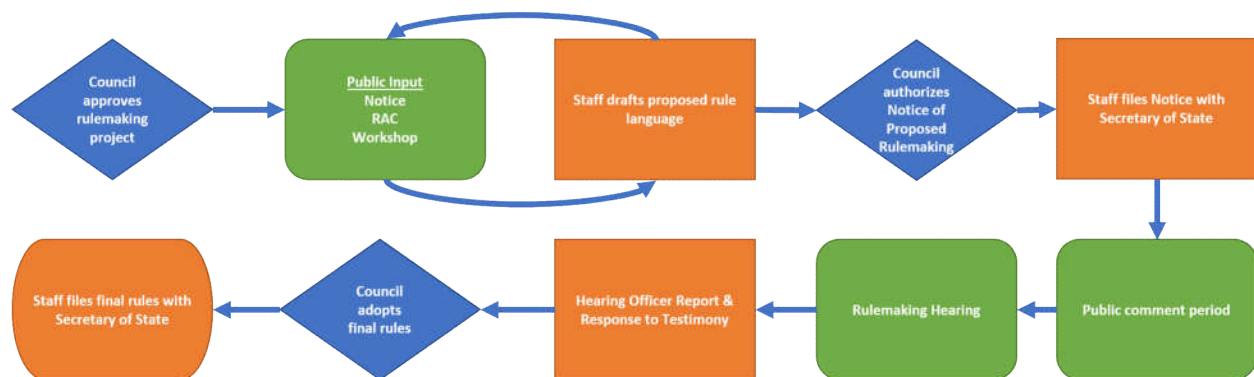 Council
approves
rulemaking
project
Public Input
Notice
RAC
Workshop
Staff drafts proposed rule
language
Council
authorizes
Notice of
Proposed
Rulemaking
Staff files Notice with
Secretary of State
Public comment period
Rulemaking Hearing
Hearing Officer Report &
Response to Testimony
Council
adopts
final rules
Staff files final rules with
Secretary of State